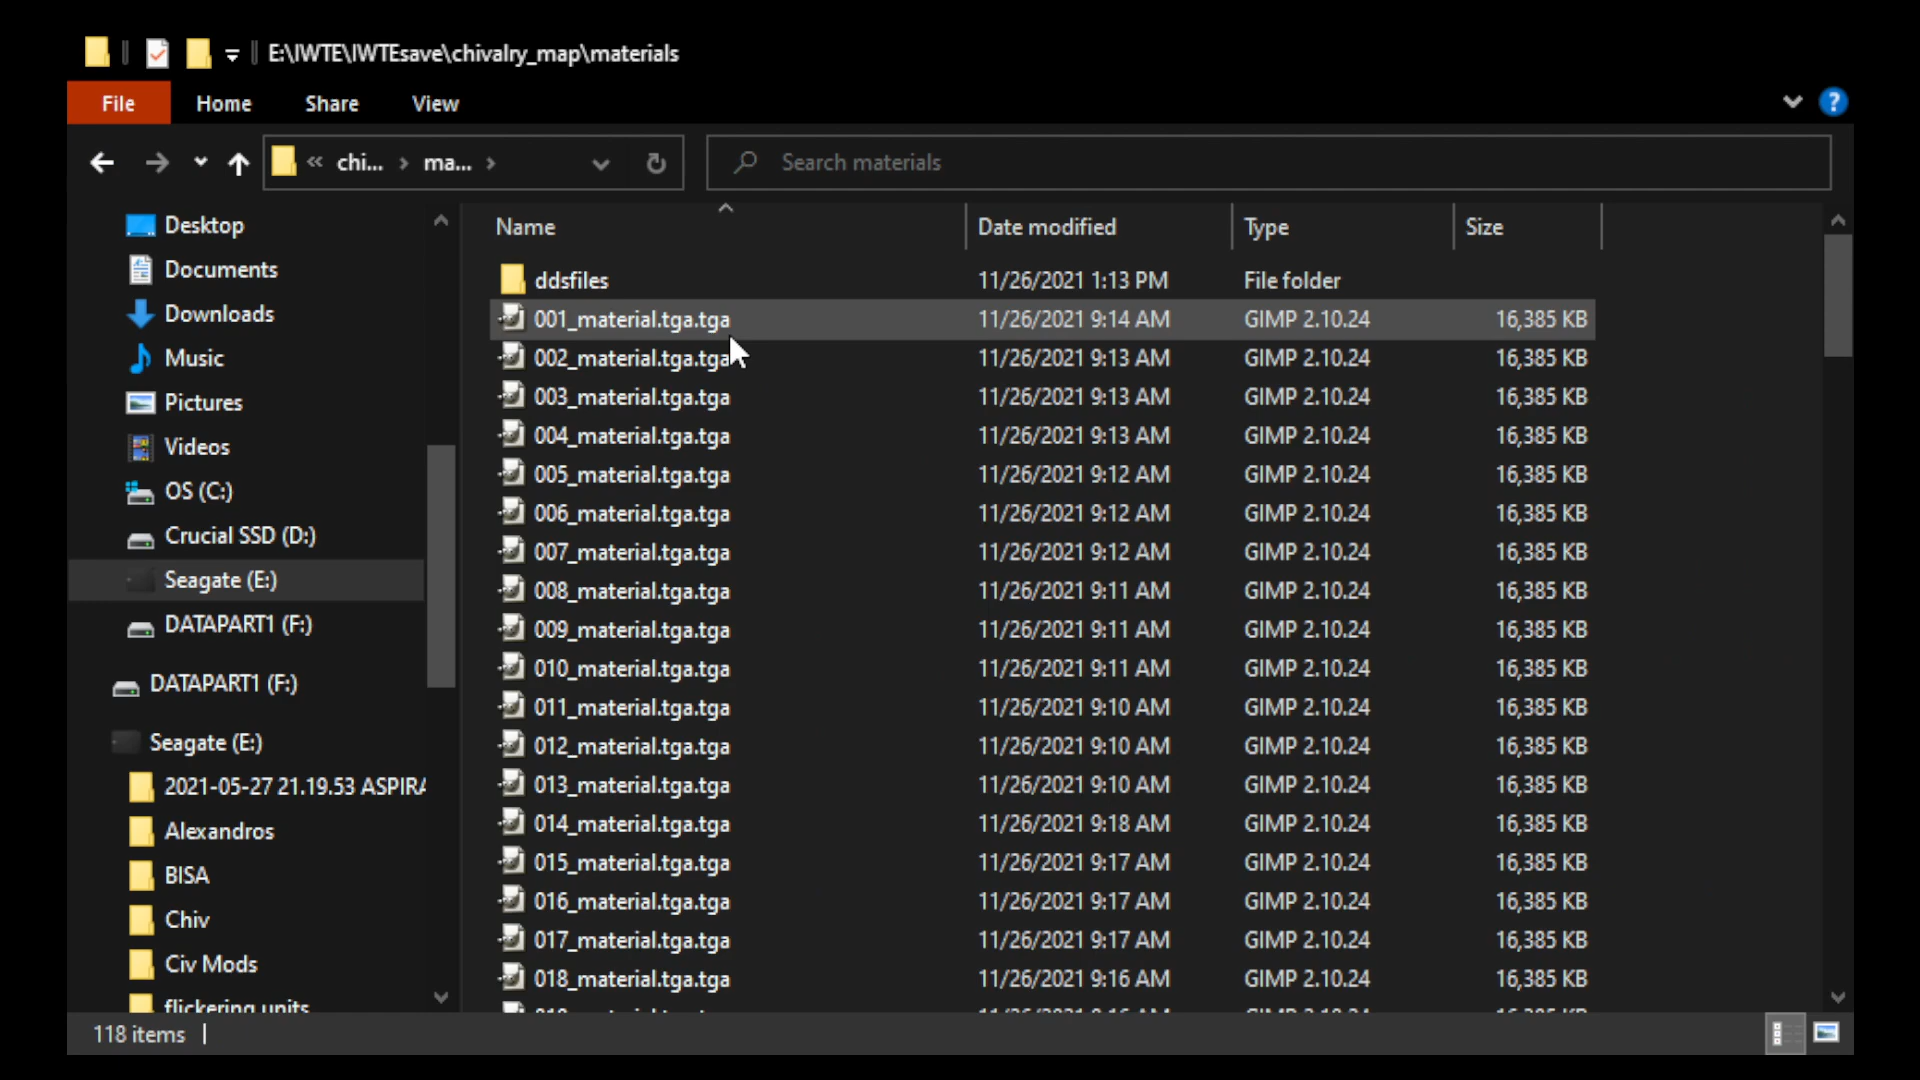 E:\IWTE\IWTEsave\chivalry_map\materials
File Home Share View
?
« chi... › ma... › Search materials
Desktop
Documents
Downloads
Music
Pictures
Videos
OS (C:)
Crucial SSD (D:)
Seagate (E:)
DATAPART1 (F:)
DATAPART1 (F:)
Seagate (E:)
2021-05-27 21.19.53 ASPIRA
Alexandros
BISA
Chiv
Civ Mods
flickering units
Name Date modified Type Size
ddsfiles 11/26/2021 1:13 PM File folder
001_material.tga.tga 11/26/2021 9:14 AM GIMP 2.10.24 16,385 KB
002_material.tga.tga 11/26/2021 9:13 AM GIMP 2.10.24 16,385 KB
003_material.tga.tga 11/26/2021 9:13 AM GIMP 2.10.24 16,385 KB
004_material.tga.tga 11/26/2021 9:13 AM GIMP 2.10.24 16,385 KB
005_material.tga.tga 11/26/2021 9:12 AM GIMP 2.10.24 16,385 KB
006_material.tga.tga 11/26/2021 9:12 AM GIMP 2.10.24 16,385 KB
007_material.tga.tga 11/26/2021 9:12 AM GIMP 2.10.24 16,385 KB
008_material.tga.tga 11/26/2021 9:11 AM GIMP 2.10.24 16,385 KB
009_material.tga.tga 11/26/2021 9:11 AM GIMP 2.10.24 16,385 KB
010_material.tga.tga 11/26/2021 9:11 AM GIMP 2.10.24 16,385 KB
011_material.tga.tga 11/26/2021 9:10 AM GIMP 2.10.24 16,385 KB
012_material.tga.tga 11/26/2021 9:10 AM GIMP 2.10.24 16,385 KB
013_material.tga.tga 11/26/2021 9:10 AM GIMP 2.10.24 16,385 KB
014_material.tga.tga 11/26/2021 9:18 AM GIMP 2.10.24 16,385 KB
015_material.tga.tga 11/26/2021 9:17 AM GIMP 2.10.24 16,385 KB
016_material.tga.tga 11/26/2021 9:17 AM GIMP 2.10.24 16,385 KB
017_material.tga.tga 11/26/2021 9:17 AM GIMP 2.10.24 16,385 KB
018_material.tga.tga 11/26/2021 9:16 AM GIMP 2.10.24 16,385 KB
118 items